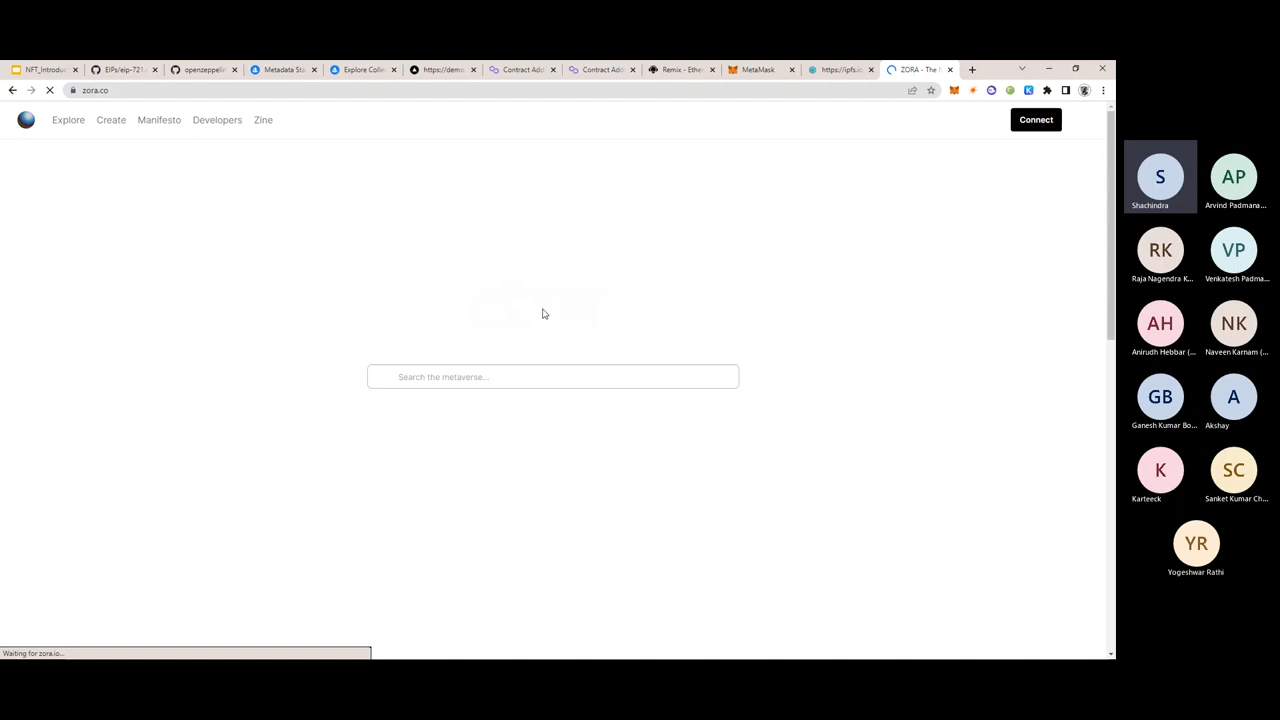 NFT_Introduc
EIPs/eip-721.
openzeppelin
Metadata Sta
Explore Colle
https://demo.
Contract Add
Contract Add
Remix - Ethe
MetaMask
https://ipfs.io
ZORA - The
zora.co
Explore
Create
Manifesto
Developers
Zine
Connect
Search the metaverse...
Waiting for zora.io...
S
Shachindra
AP
Arvind Padmana...
RK
Raja Nagendra K...
VP
Venkatesh Padma...
AH
Anirudh Hebbar (...
NK
Naveen Karnam (...
GB
Ganesh Kumar Bo...
A
Akshay
K
Karteeck
SC
Sanket Kumar Ch...
YR
Yogeshwar Rathi